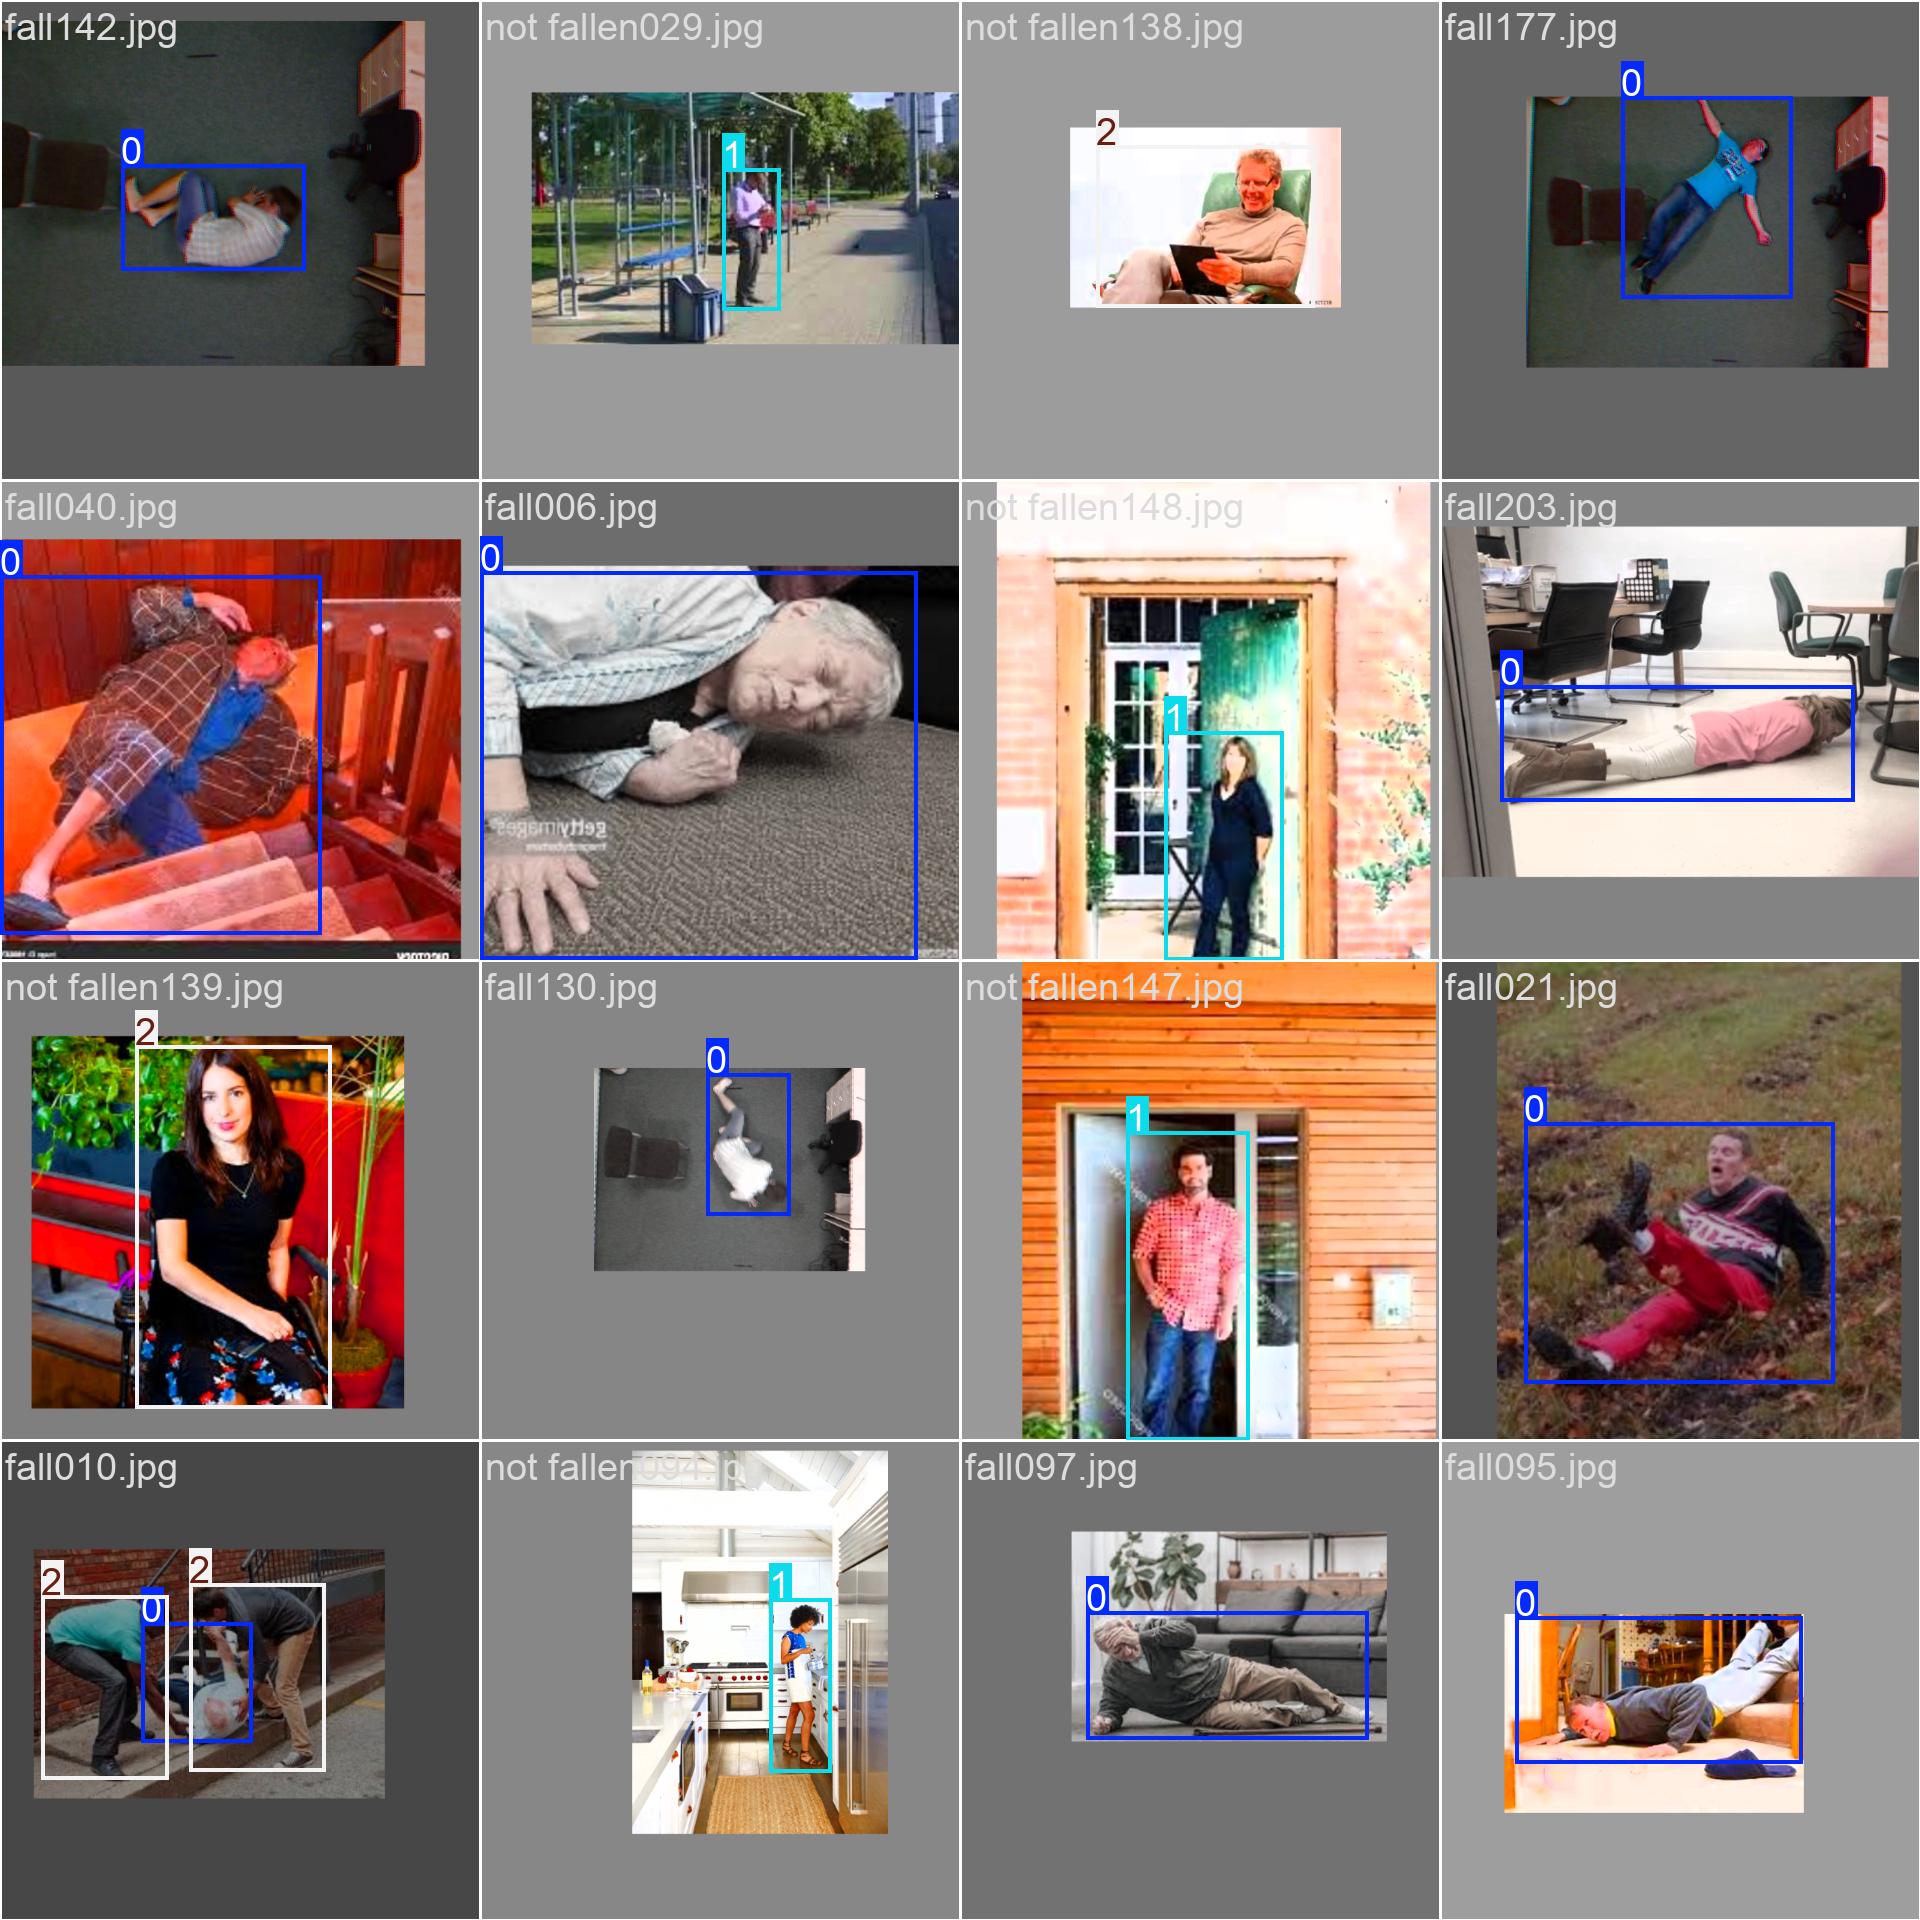 fall142.jpg
not fallen029.jpg
not fallen138.jpg
fall177.jpg
0
1
2
0
fall040.jpg
fall006.jpg
not fallen148.jpg
fall203.jpg
0
0
gettyimages
1
0
not fallen139.jpg
fall130.jpg
not fallen147.jpg
fall021.jpg
2
0
1
0
fall010.jpg
not fallen094.jp
fall097.jpg
fall095.jpg
2
0
2
1
0
0